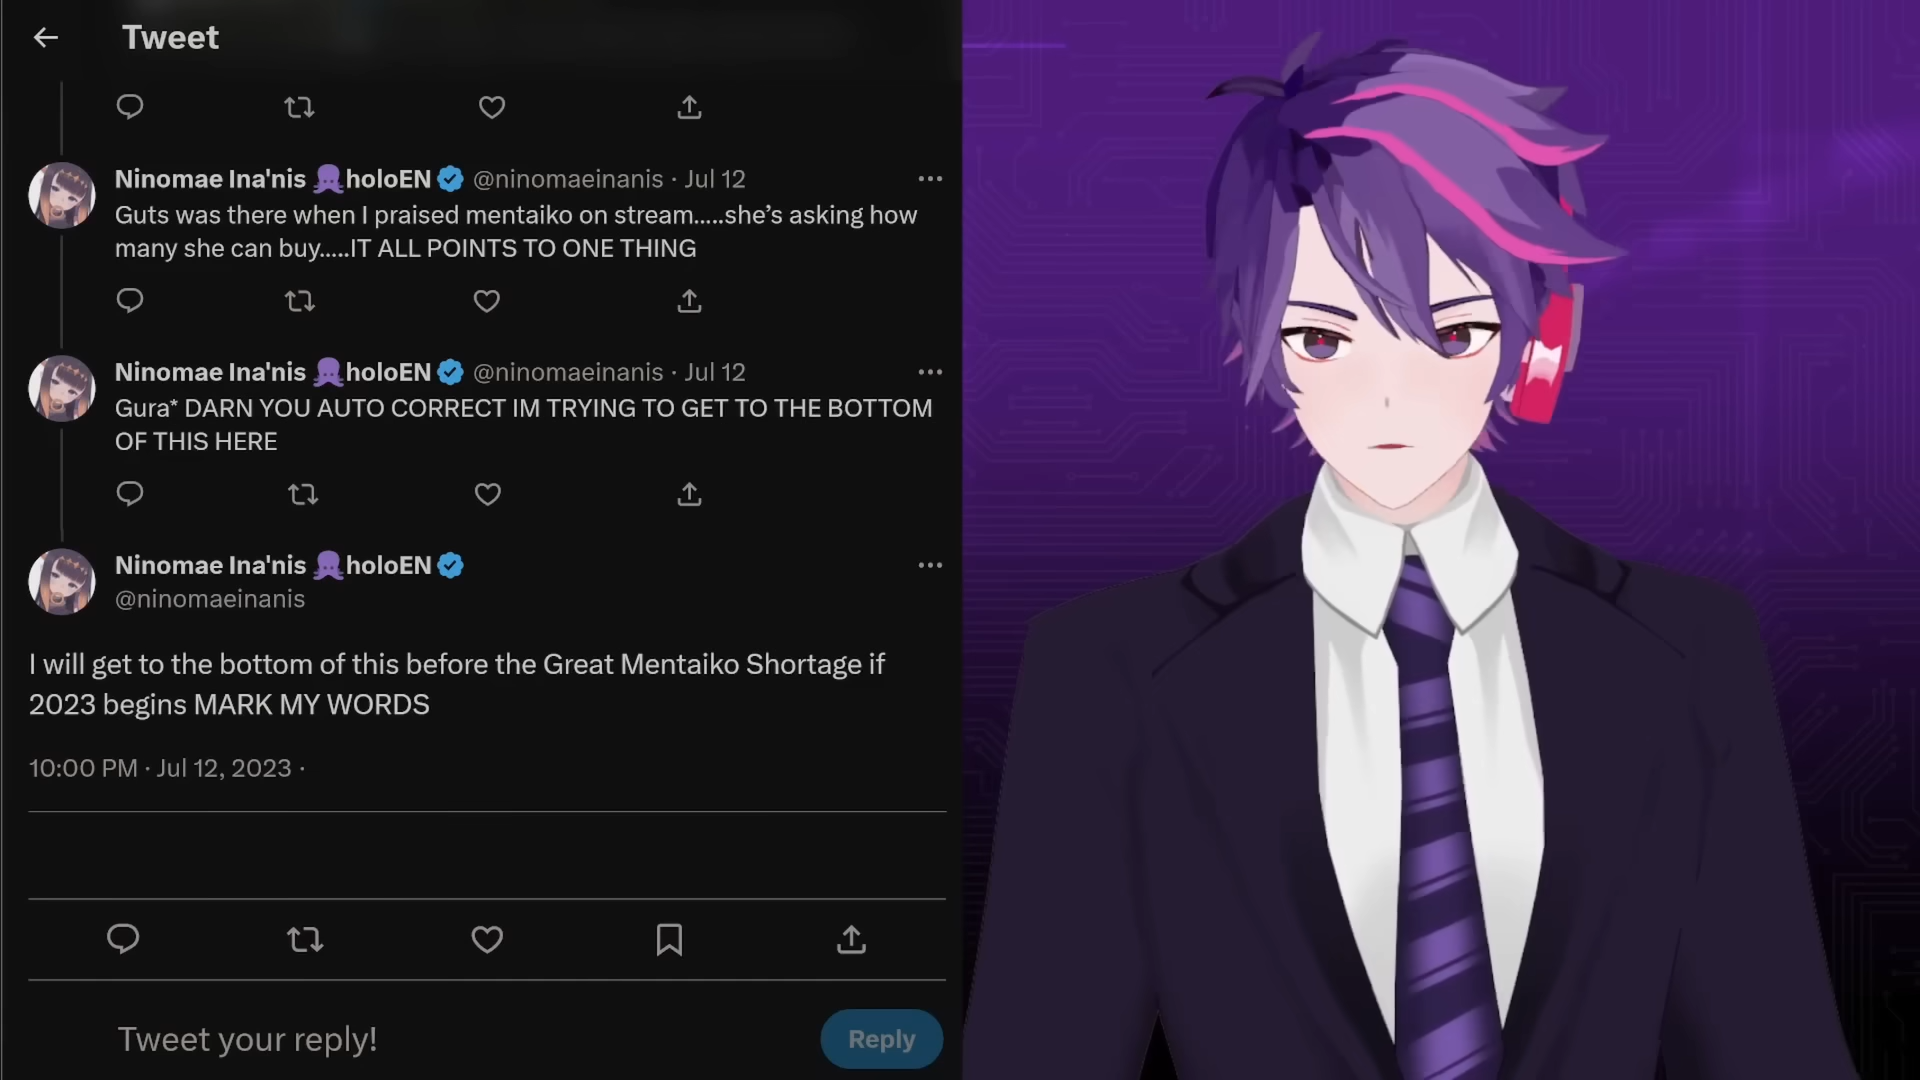 Tweet
Ninomae Ina'nis 🐙holoEN @ninomaeinanis · Jul 12
Guts was there when I praised mentaiko on stream.....she’s asking how
many she can buy.....IT ALL POINTS TO ONE THING
Ninomae Ina'nis 🐙holoEN @ninomaeinanis · Jul 12
Gura* DARN YOU AUTO CORRECT IM TRYING TO GET TO THE BOTTOM
OF THIS HERE
Ninomae Ina'nis 🐙holoEN
@ninomaeinanis
I will get to the bottom of this before the Great Mentaiko Shortage if
2023 begins MARK MY WORDS
10:00 PM · Jul 12, 2023 ·
Tweet your reply!
Reply